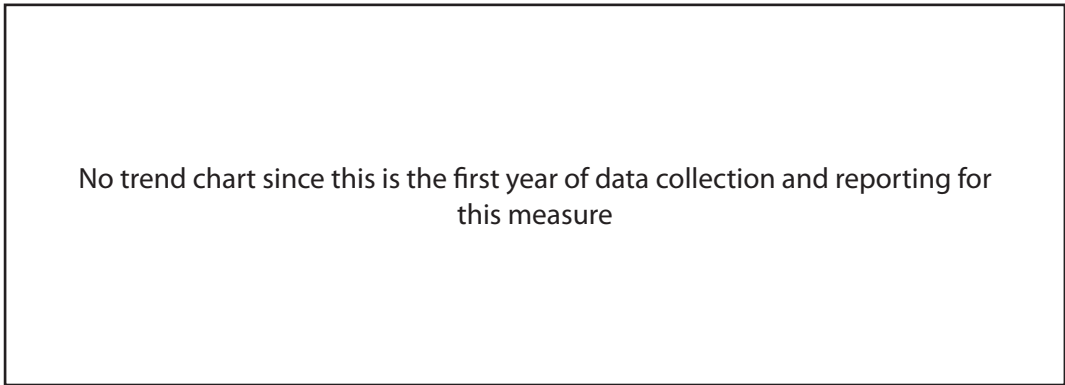 No trend chart since this is the first year of data collection and reporting for
this measure